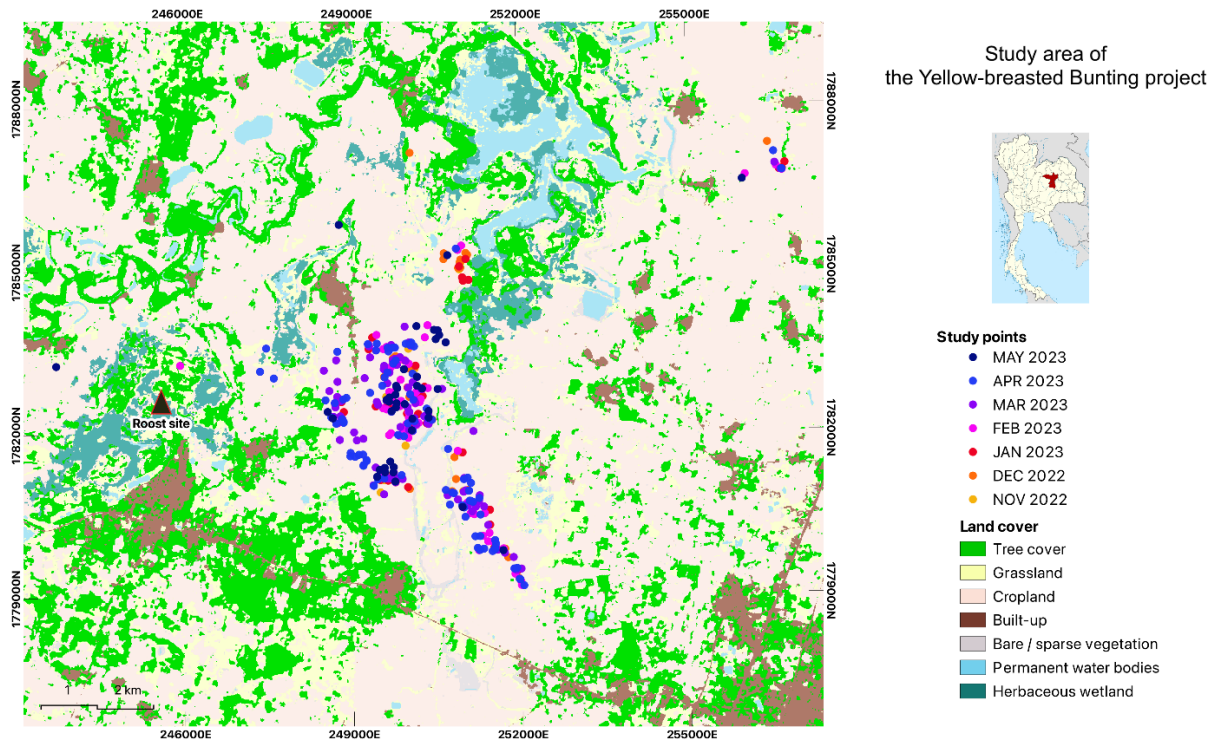 246000E
249000E
252000E
255000E
Study area of
the Yellow-breasted Bunting project
1788000N
1788000N
1785000N
1785000N
Study points
MAY 2023
APR 2023
MAR 2023
FEB 2023
JAN 2023
DEC 2022
NOV 2022
Roost site
1782000N
1782000N
Land cover
Tree cover
Grassland
Cropland
Built-up
Bare / sparse vegetation
Permanent water bodies
Herbaceous wetland
1779000N
1779000N
1
2 km
246000E
249000E
252000E
255000E